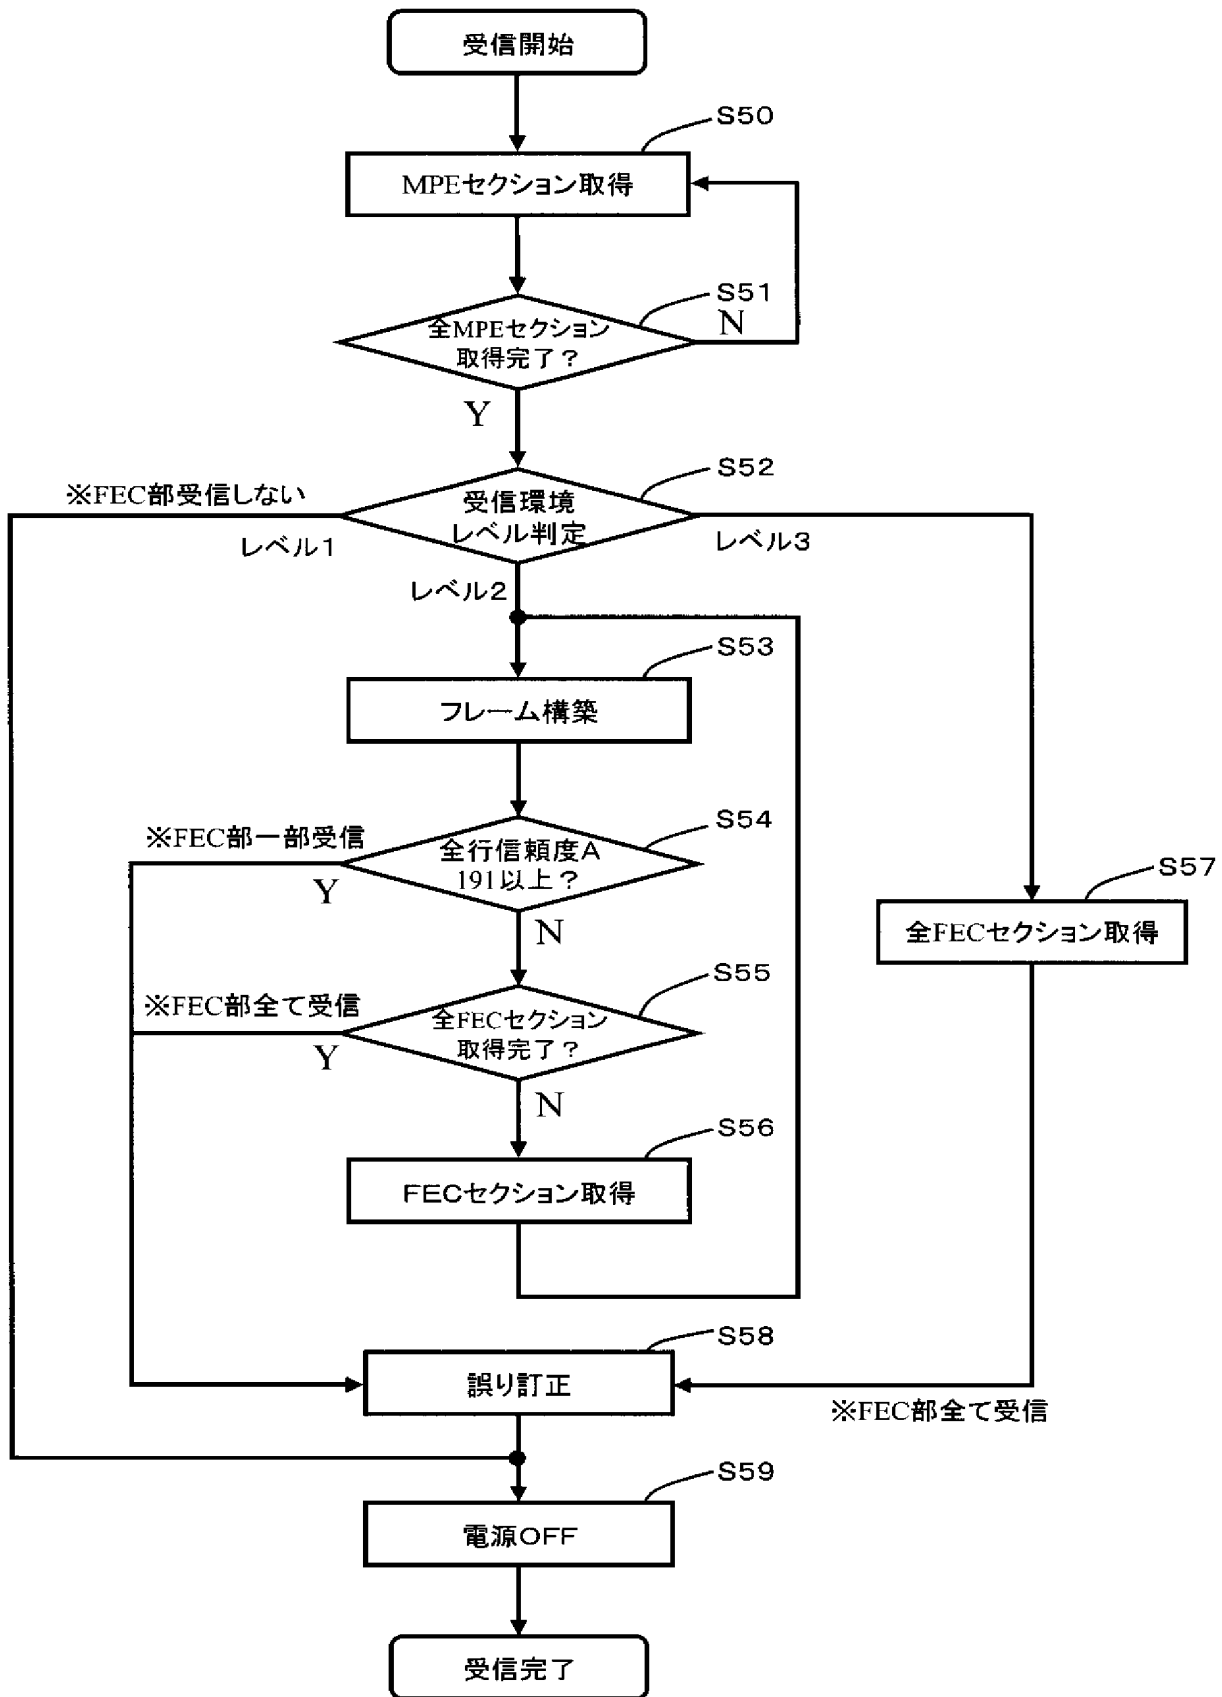 受信開始
S50
MPEセクション取得
S51
全MPEセクション
取得完了？
N
Y
S52
※FEC部受信しない
受信環境
レベル判定
レベル1
レベル3
レベル2
S53
フレーム構築
S54
※FEC部一部受信
全行信頼度A
191以上？
Y
N
S57
全FECセクション取得
S55
※FEC部全て受信
全FECセクション
取得完了？
Y
N
S56
FECセクション取得
S58
誤り訂正
※FEC部全て受信
S59
電源OFF
受信完了